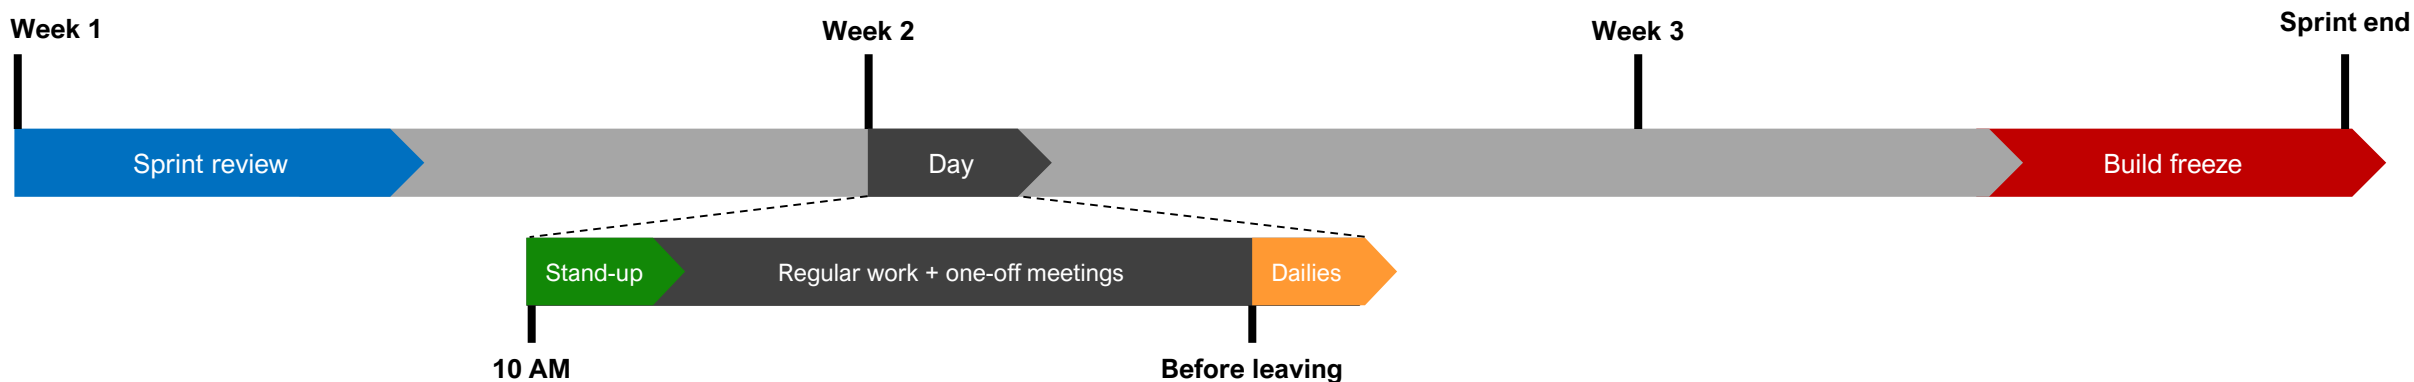 Week 1
Week 2
Week 3
Sprint end
Sprint review
Day
Build freeze
Stand-up
Regular work + one-off meetings
Dailies
10 AM
Before leaving